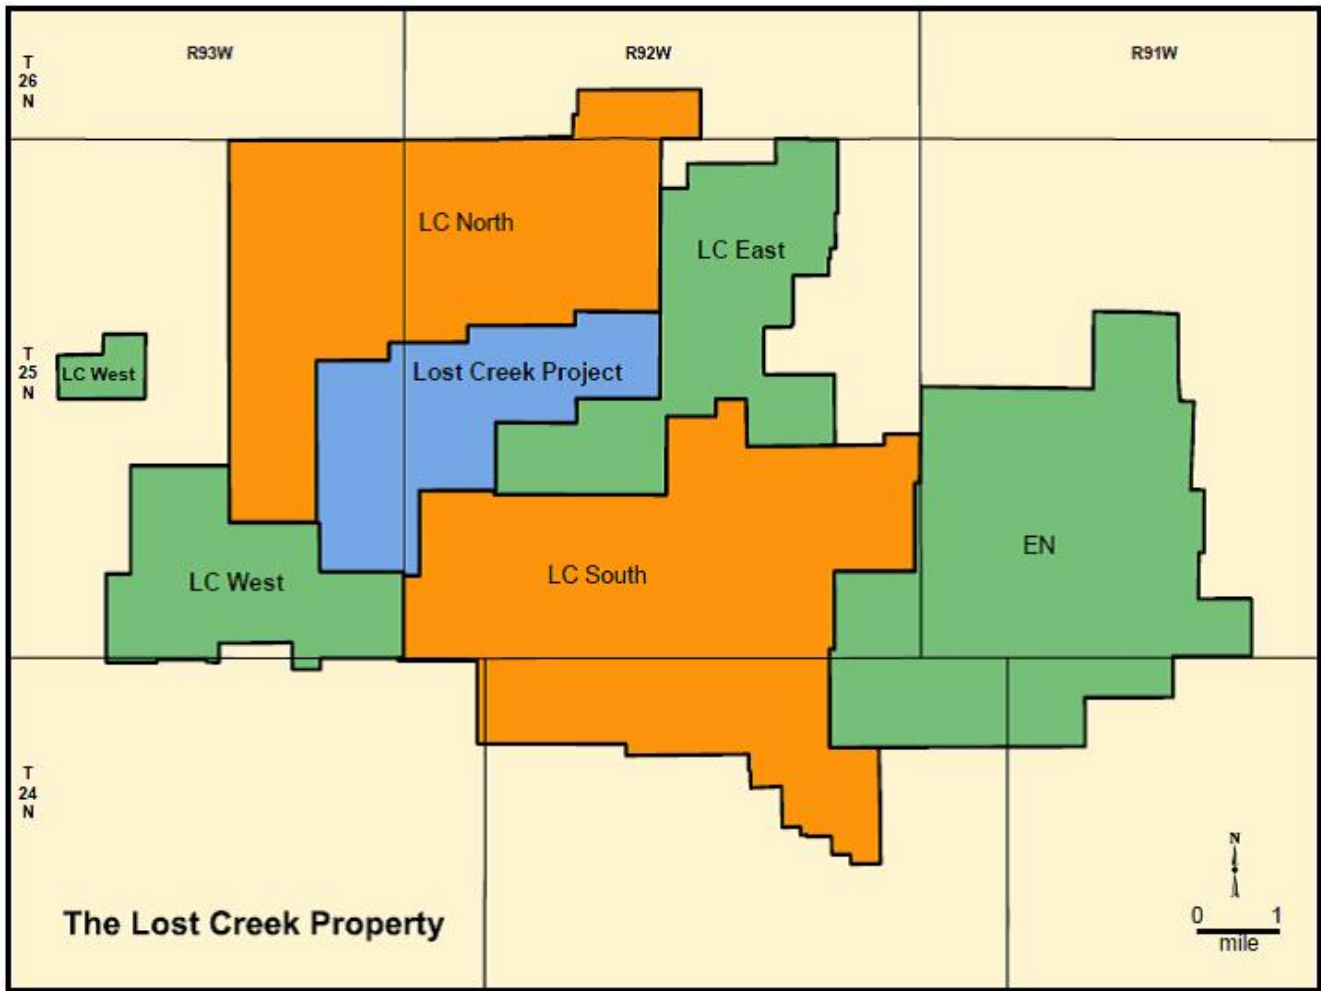 R93W R92W R91W
T
26
N
LC North
LC East
T
25
N
LC West
Lost Creek Project
EN
LC West
LC South
T
24
N
N
The Lost Creek Property
0 1
mile